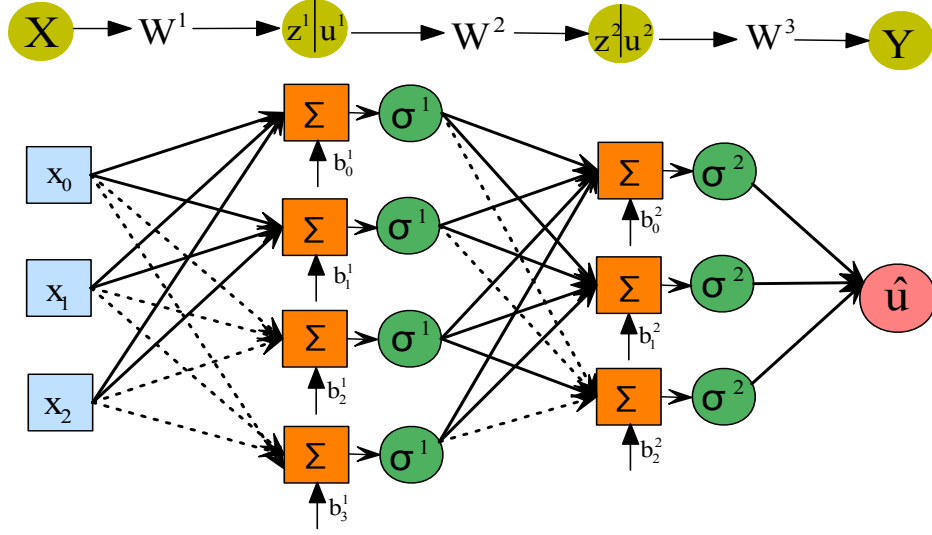 X W¹ z¹|u¹ W² z²|u² W³ Y
Σ σ¹
b₀¹
x₀ Σ σ²
b₀²
Σ σ¹
b₁¹
x₁ Σ σ² û
b₁²
Σ σ¹
b₂¹
x₂ Σ σ²
b₂²
Σ σ¹
b₃¹